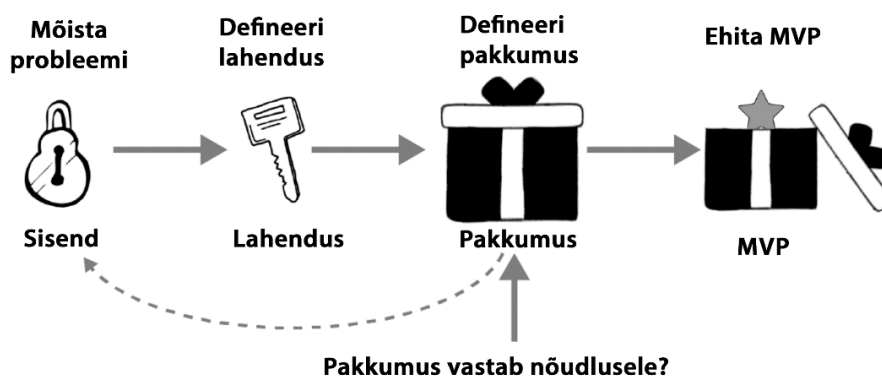 Mõista
probleemi
Defineeri
lahendus
Defineeri
pakkumus
Ehita MVP
Sisend
Lahendus
Pakkumus
MVP
Pakkumus vastab nõudlusele?